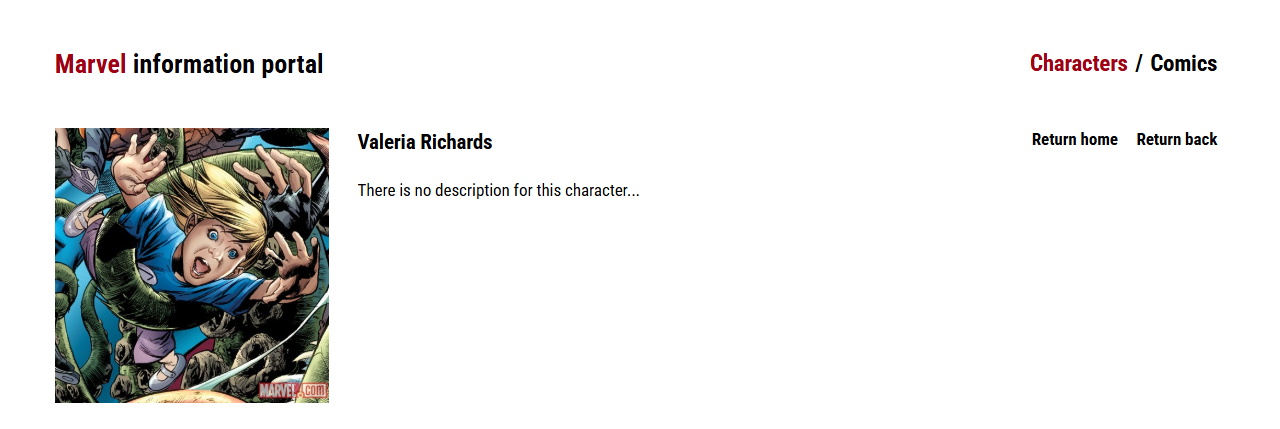 Marvel information portal
Characters / Comics
Valeria Richards
Return home Return back
There is no description for this character...
MARVEL.com